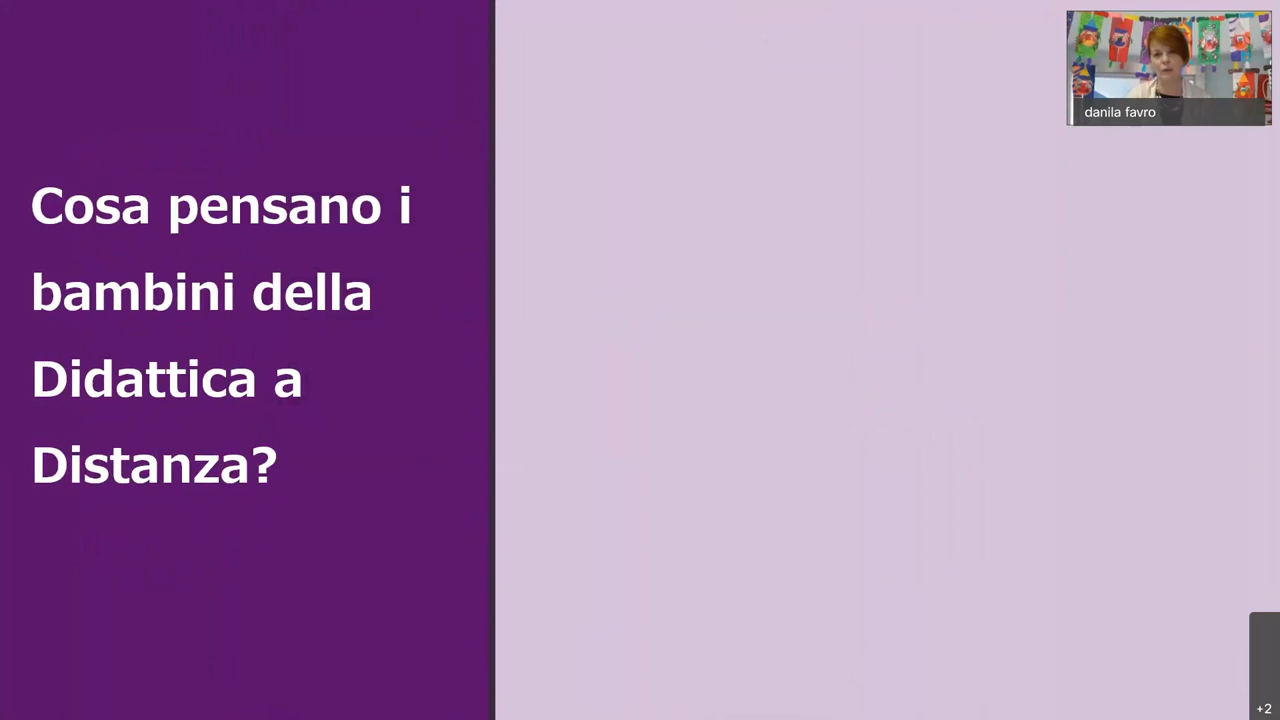 Cosa pensano i
bambini della
Didattica a
Distanza?
danila favro
+2